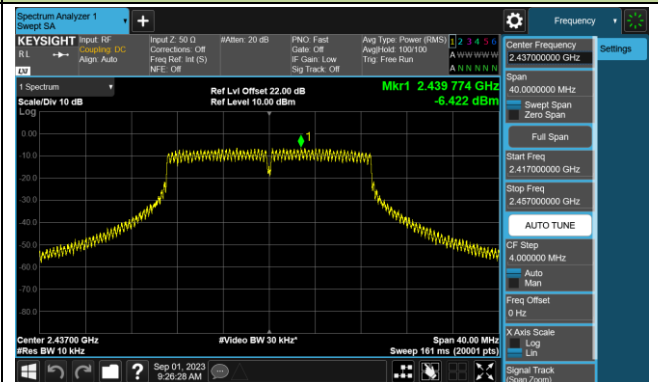 Spectrum Analyzer 1
Swept SA
Frequency
KEYSIGHT
RL
LNI
Input: RF
Coupling: DC
Align: Auto
Input Z: 50 Ω
Corrections: Off
Freq Ref: Int (S)
NFE: Off
#Atten: 20 dB
PNO: Fast
Gate: Off
IF Gain: Low
Sig Track: Off
Avg Type: Power (RMS)
Avg|Hold: 100/100
Trig: Free Run
1 2 3 4 5 6
A W W W W W
A N N N N N
1 Spectrum
Scale/Div 10 dB
Log
Ref Lvl Offset 22.00 dB
Ref Level 10.00 dBm
Mkr1 2.439 774 GHz
-6.422 dBm
1
0.00
-10.0
-20.0
-30.0
-40.0
-50.0
-60.0
-70.0
-80.0
Center 2.43700 GHz
#Res BW 10 kHz
#Video BW 30 kHz*
Span 40.00 MHz
Sweep 161 ms (20001 pts)
Sep 01, 2023
9:26:28 AM
Center Frequency
2.437000000 GHz
Span
40.0000000 MHz
Swept Span
Zero Span
Full Span
Start Freq
2.417000000 GHz
Stop Freq
2.457000000 GHz
AUTO TUNE
CF Step
4.000000 MHz
Auto
Man
Freq Offset
0 Hz
X Axis Scale
Log
Lin
Signal Track
(Span Zoom)
Settings